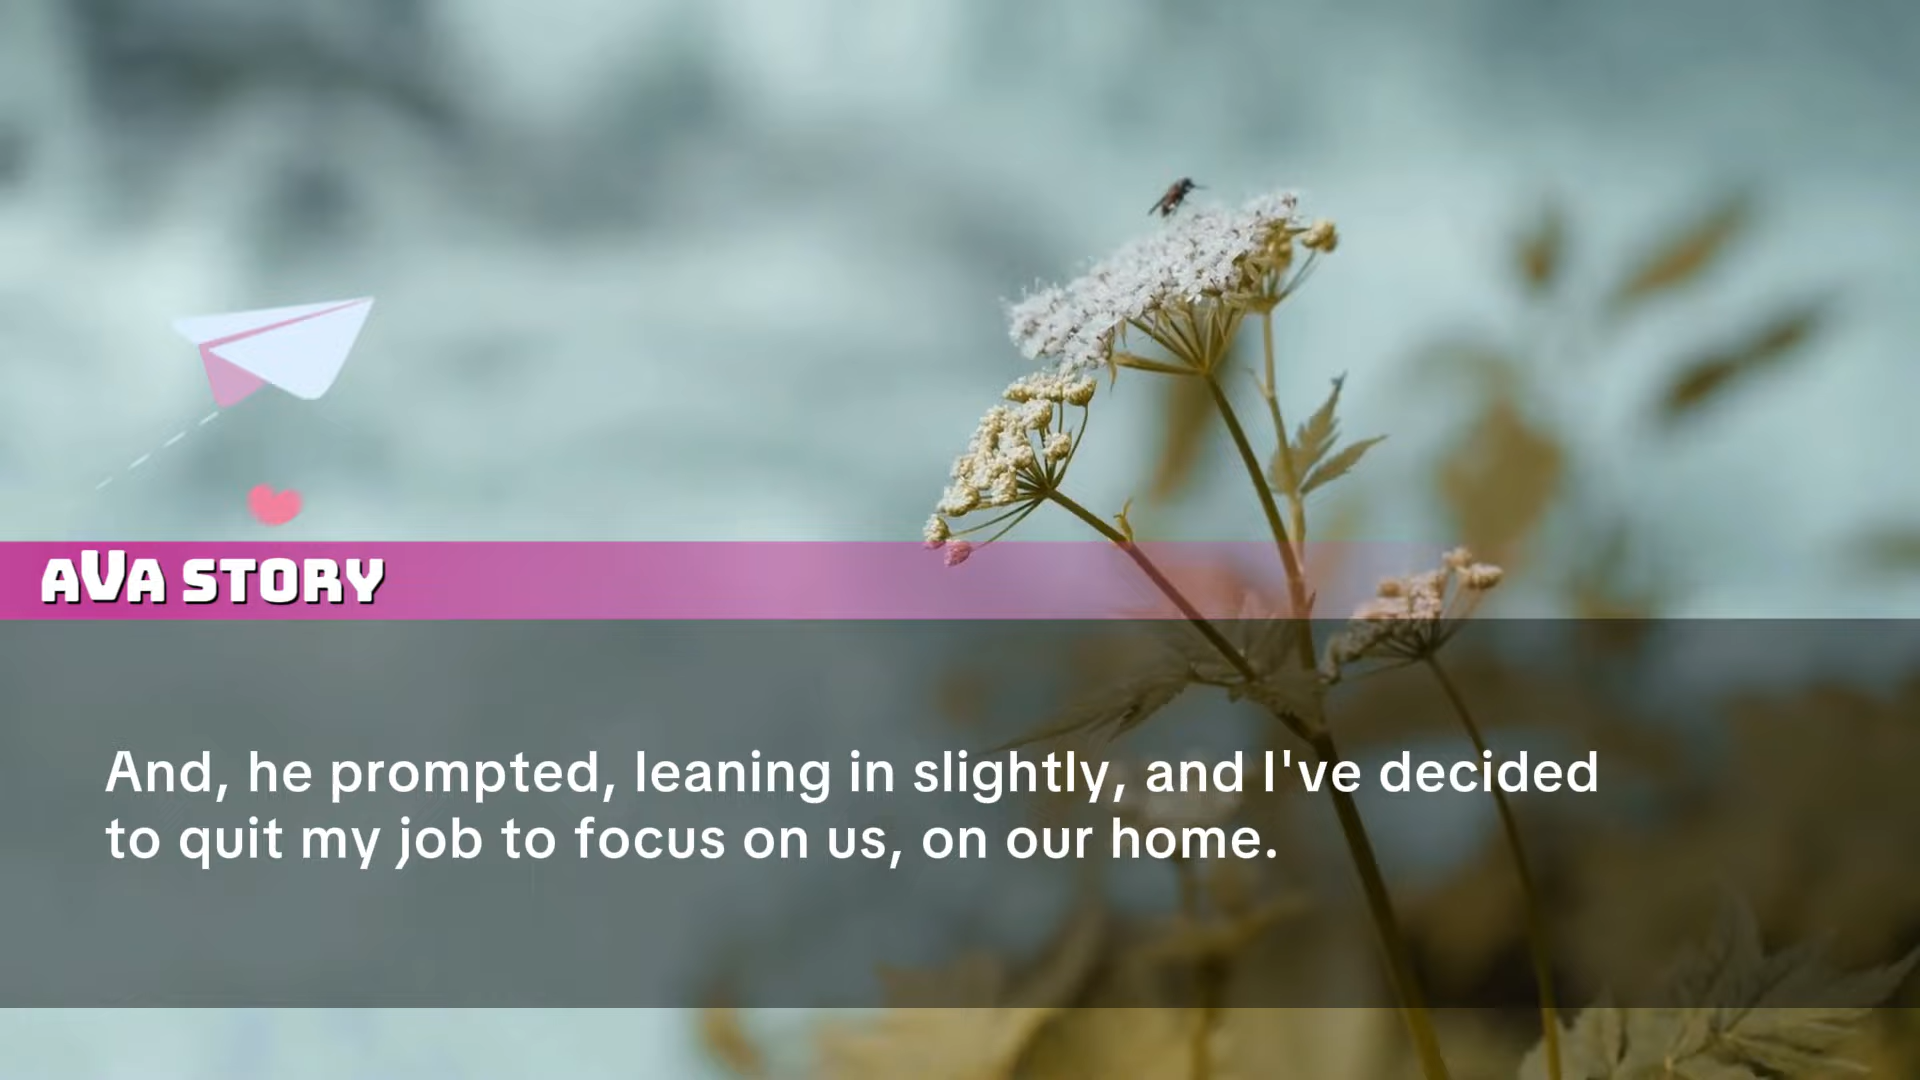 AVA STORY
And, he prompted, leaning in slightly, and I've decided
to quit my job to focus on us, on our home.